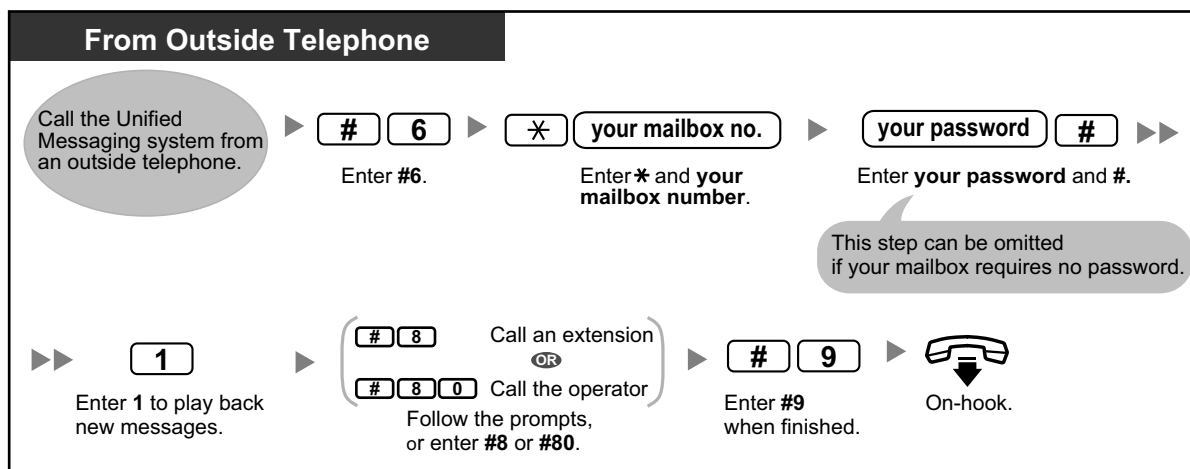 From Outside Telephone
Call the Unified
Messaging system from
an outside telephone.
# 6
Enter #6.
* your mailbox no.
Enter * and your
mailbox number.
your password #
Enter your password and #.
This step can be omitted
if your mailbox requires no password.
1
Enter 1 to play back
new messages.
# 8 Call an extension
OR
# 8 0 Call the operator
Follow the prompts,
or enter #8 or #80.
# 9
Enter #9
when finished.
On-hook.